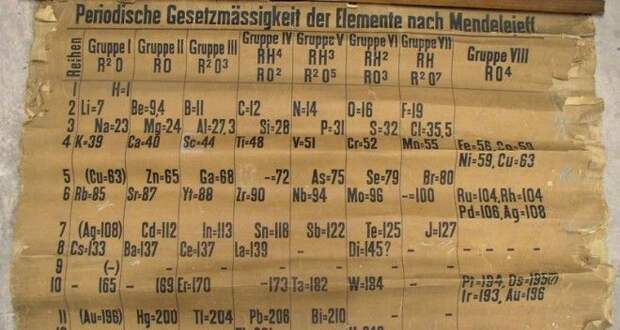 Periodische Gesetzmässigkeit der Elemente nach Mendeleieff.
Reihen Gruppe I Gruppe II Gruppe III Gruppe IV Gruppe V Gruppe VI Gruppe VII Gruppe VIII
R²O RO R²O³ RH⁴ RO² RH³ R²O⁵ RH² RO³ RH R²O⁷ RO⁴
1 H=1
2 Li=7 Be=9,4 B=11 C=12 N=14 O=16 F=19
3 Na=23 Mg=24 Al=27,3 Si=28 P=31 S=32 Cl=35,5
4 K=39 Ca=40 Sc=44 Ti=48 V=51 Cr=52 Mn=55 Fe=56, Co=59
Ni=59, Cu=63
5 (Cu=63) Zn=65 Ga=68 -=72 As=75 Se=79 Br=80
6 Rb=85 Sr=87 Yt=88 Zr=90 Nb=94 Mo=96 -=100 Ru=104, Rh=104
Pd=106, Ag=108
7 (Ag=108) Cd=112 In=113 Sn=118 Sb=122 Te=125 J=127
8 Cs=133 Ba=137 Ce=137 La=139 - Di=145? - -
9 (-) - - - - - - -
10 - 165 - 169 Er=170 -173 Ta=182 W=184 - Pt=194, Os=195(?)
Ir=193, Au=196
11 (Au=196) Hg=200 Tl=204 Pb=206 Bi=210 - -